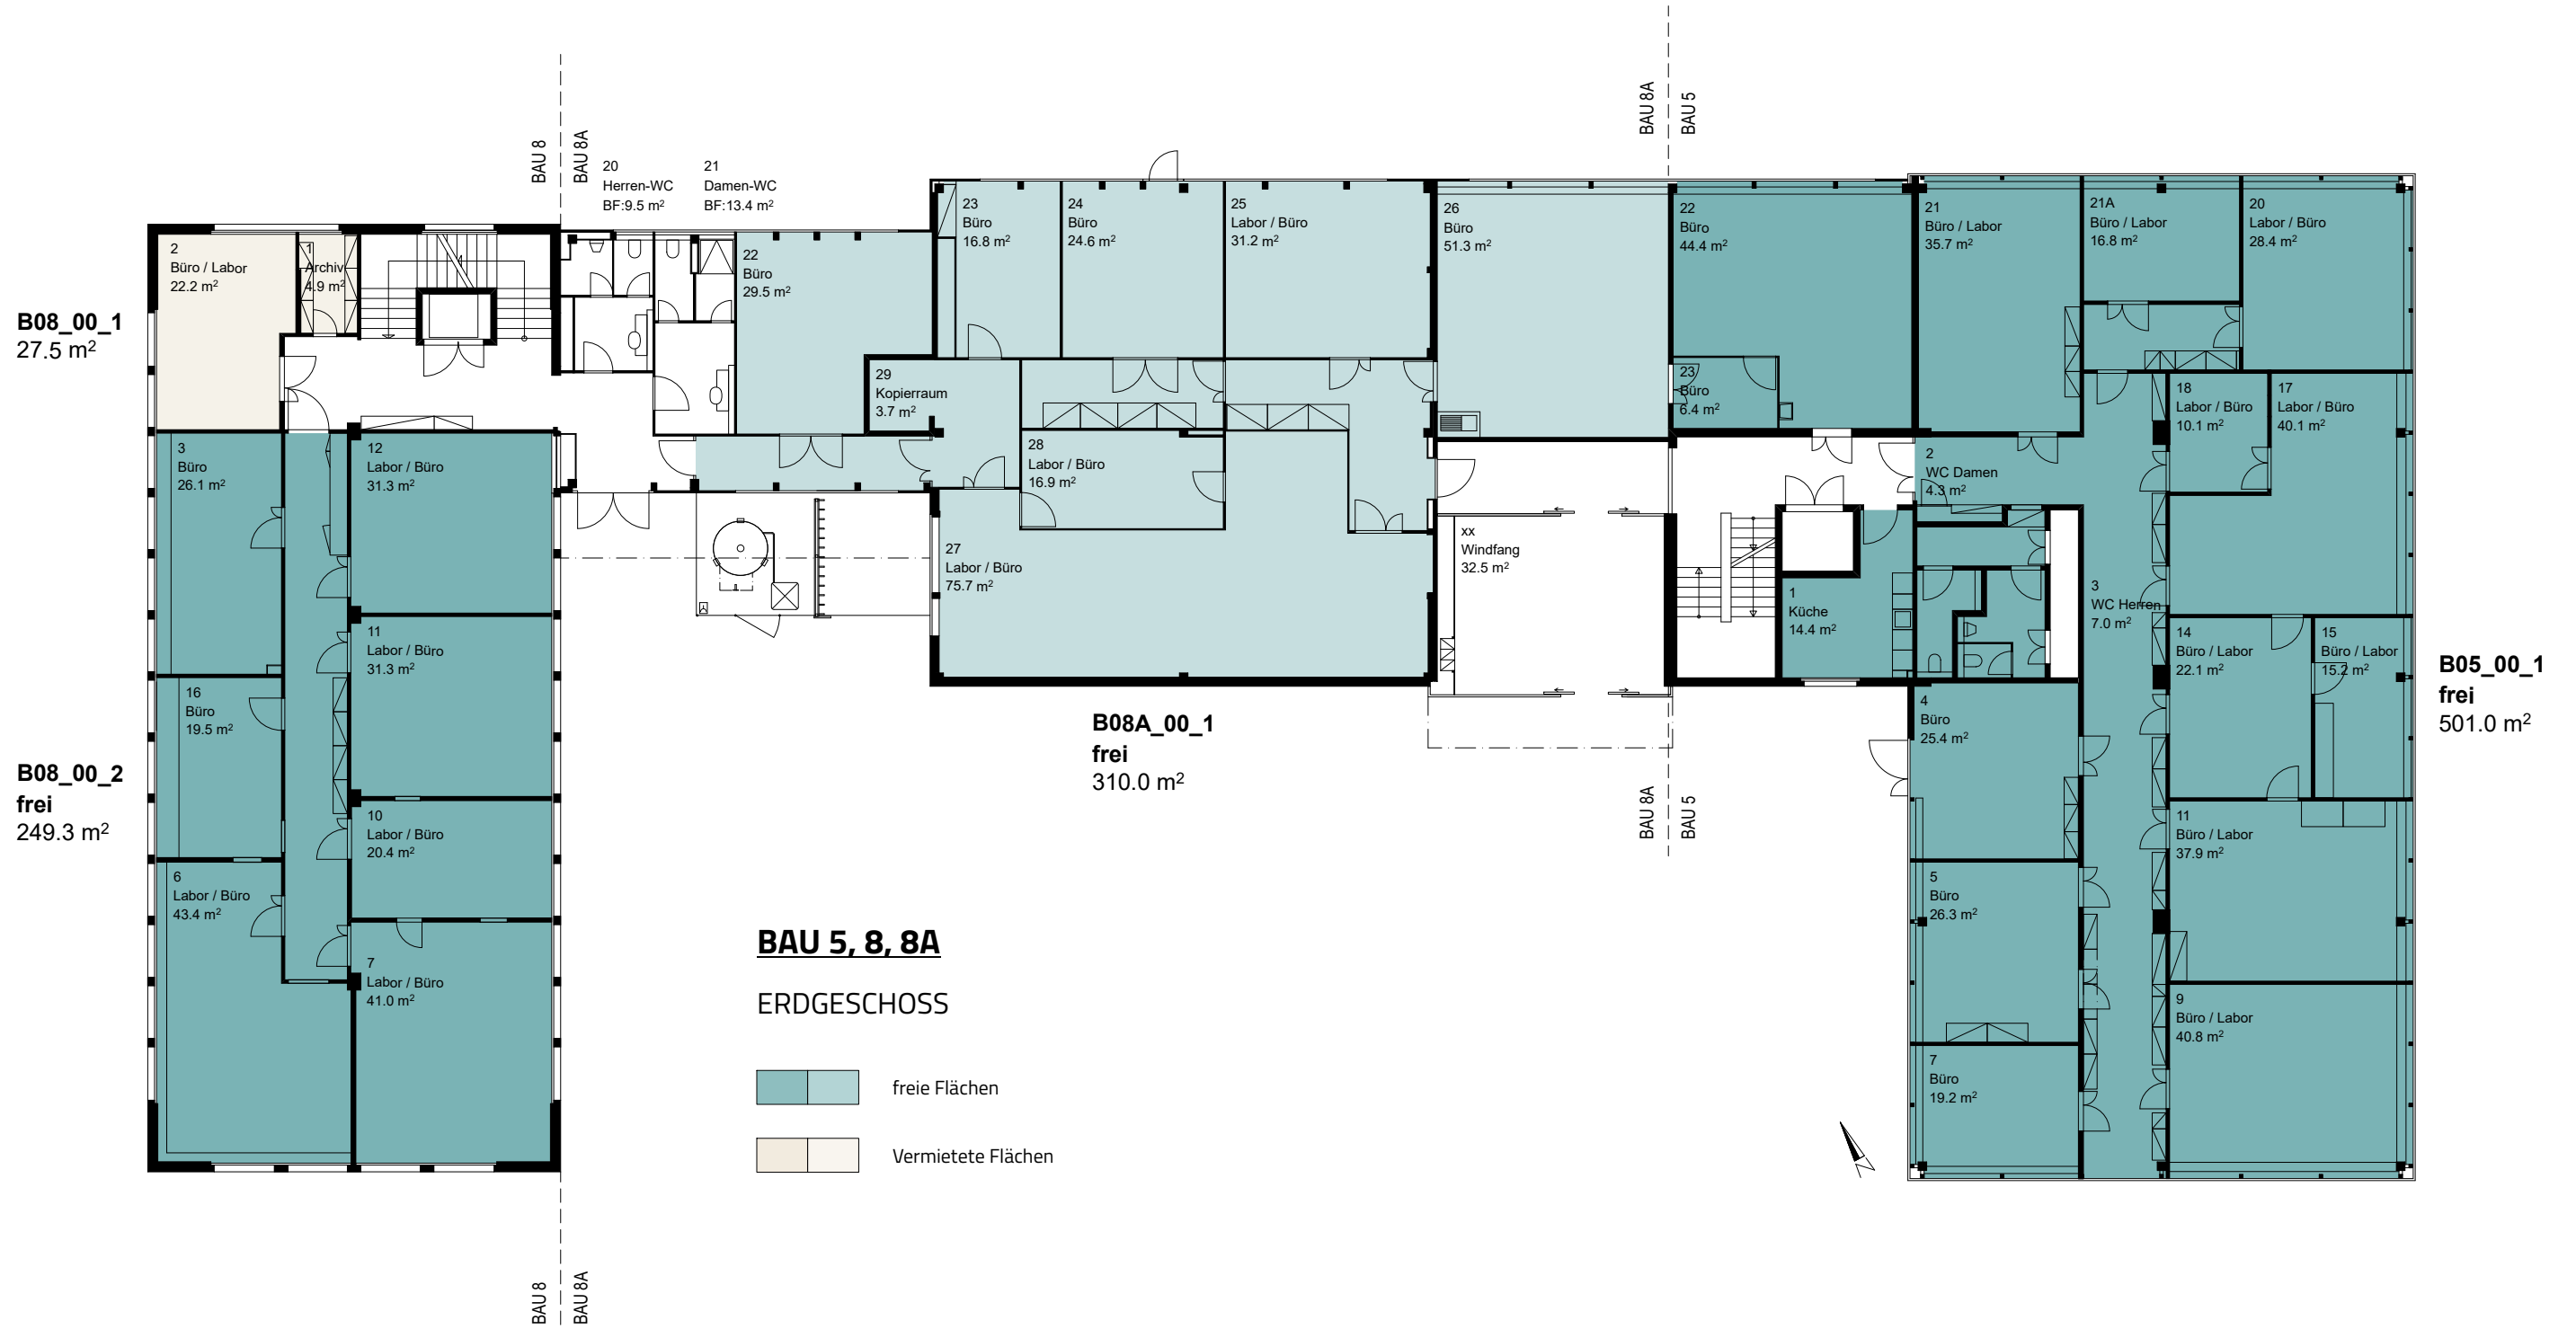 BAU 8
BAU 8A
BAU 8A
BAU 5
20
Herren-WC
BF:9.5 m²
21
Damen-WC
BF:13.4 m²
B08_00_1
27.5 m²
2
Büro / Labor
22.2 m²
1
Archiv
4.9 m²
22
Büro
29.5 m²
23
Büro
16.8 m²
24
Büro
24.6 m²
25
Labor / Büro
31.2 m²
26
Büro
51.3 m²
22
Büro
44.4 m²
21
Büro / Labor
35.7 m²
21A
Büro / Labor
16.8 m²
20
Labor / Büro
28.4 m²
29
Kopierraum
3.7 m²
23
Büro
6.4 m²
18
Labor / Büro
10.1 m²
17
Labor / Büro
40.1 m²
3
Büro
26.1 m²
12
Labor / Büro
31.3 m²
28
Labor / Büro
16.9 m²
2
WC Damen
4.3 m²
27
Labor / Büro
75.7 m²
xx
Windfang
32.5 m²
1
Küche
14.4 m²
3
WC Herren
7.0 m²
11
Labor / Büro
31.3 m²
14
Büro / Labor
22.1 m²
15
Büro / Labor
15.2 m²
B05_00_1
frei
501.0 m²
16
Büro
19.5 m²
4
Büro
25.4 m²
B08A_00_1
frei
310.0 m²
B08_00_2
frei
249.3 m²
BAU 8A
BAU 5
10
Labor / Büro
20.4 m²
11
Büro / Labor
37.9 m²
6
Labor / Büro
43.4 m²
5
Büro
26.3 m²
7
Labor / Büro
41.0 m²
9
Büro / Labor
40.8 m²
7
Büro
19.2 m²
BAU 5, 8, 8A
ERDGESCHOSS
freie Flächen
Vermietete Flächen
N
BAU 8
BAU 8A